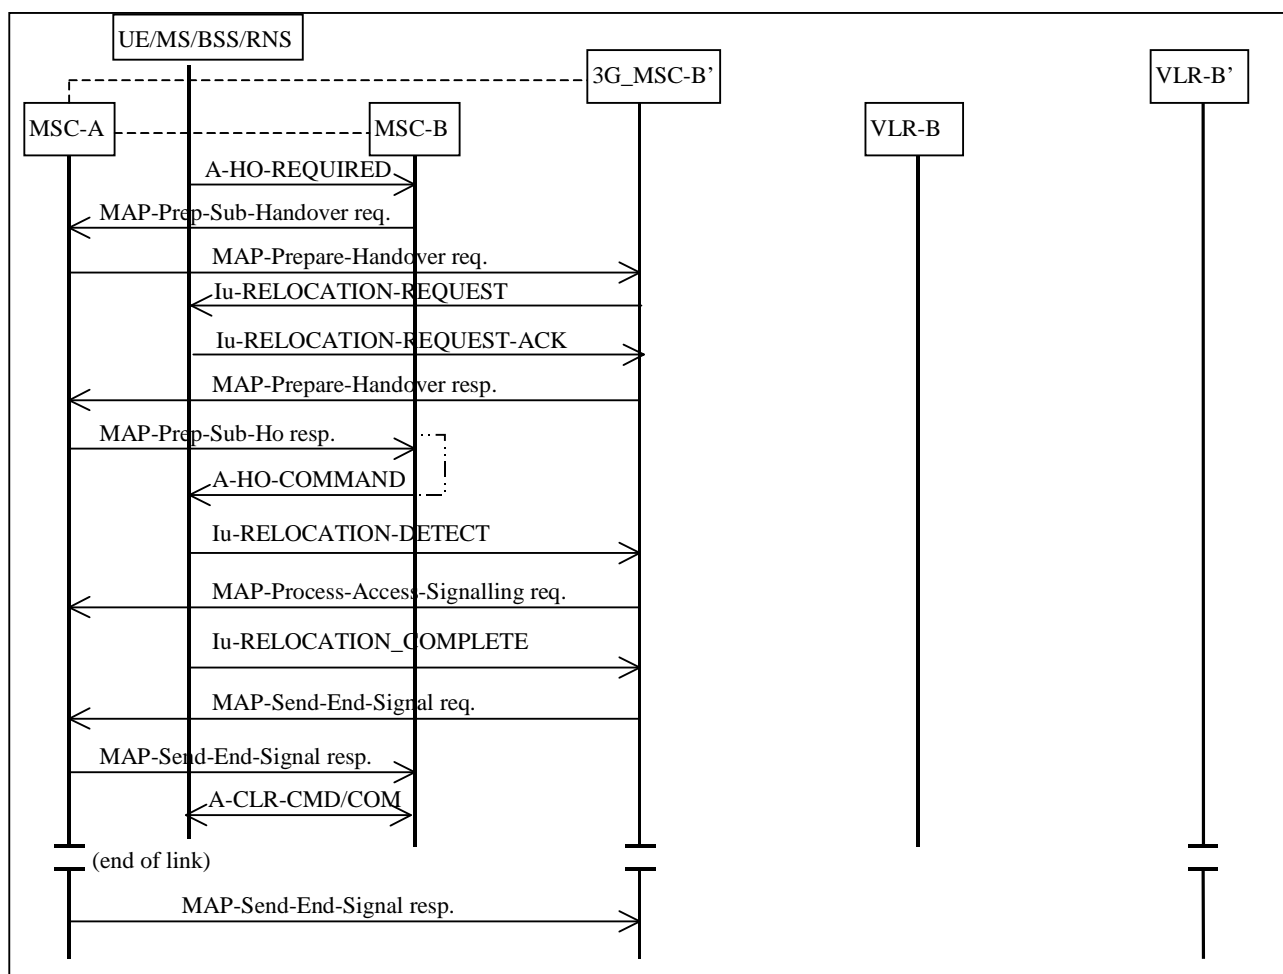 UE/MS/BSS/RNS
3G_MSC-B’
VLR-B’
MSC-A
MSC-B
VLR-B
A-HO-REQUIRED
MAP-Prep-Sub-Handover req.
MAP-Prepare-Handover req.
Iu-RELOCATION-REQUEST
Iu-RELOCATION-REQUEST-ACK
MAP-Prepare-Handover resp.
MAP-Prep-Sub-Ho resp.
A-HO-COMMAND
Iu-RELOCATION-DETECT
MAP-Process-Access-Signalling req.
Iu-RELOCATION_COMPLETE
MAP-Send-End-Signal req.
MAP-Send-End-Signal resp.
A-CLR-CMD/COM
(end of link)
MAP-Send-End-Signal resp.